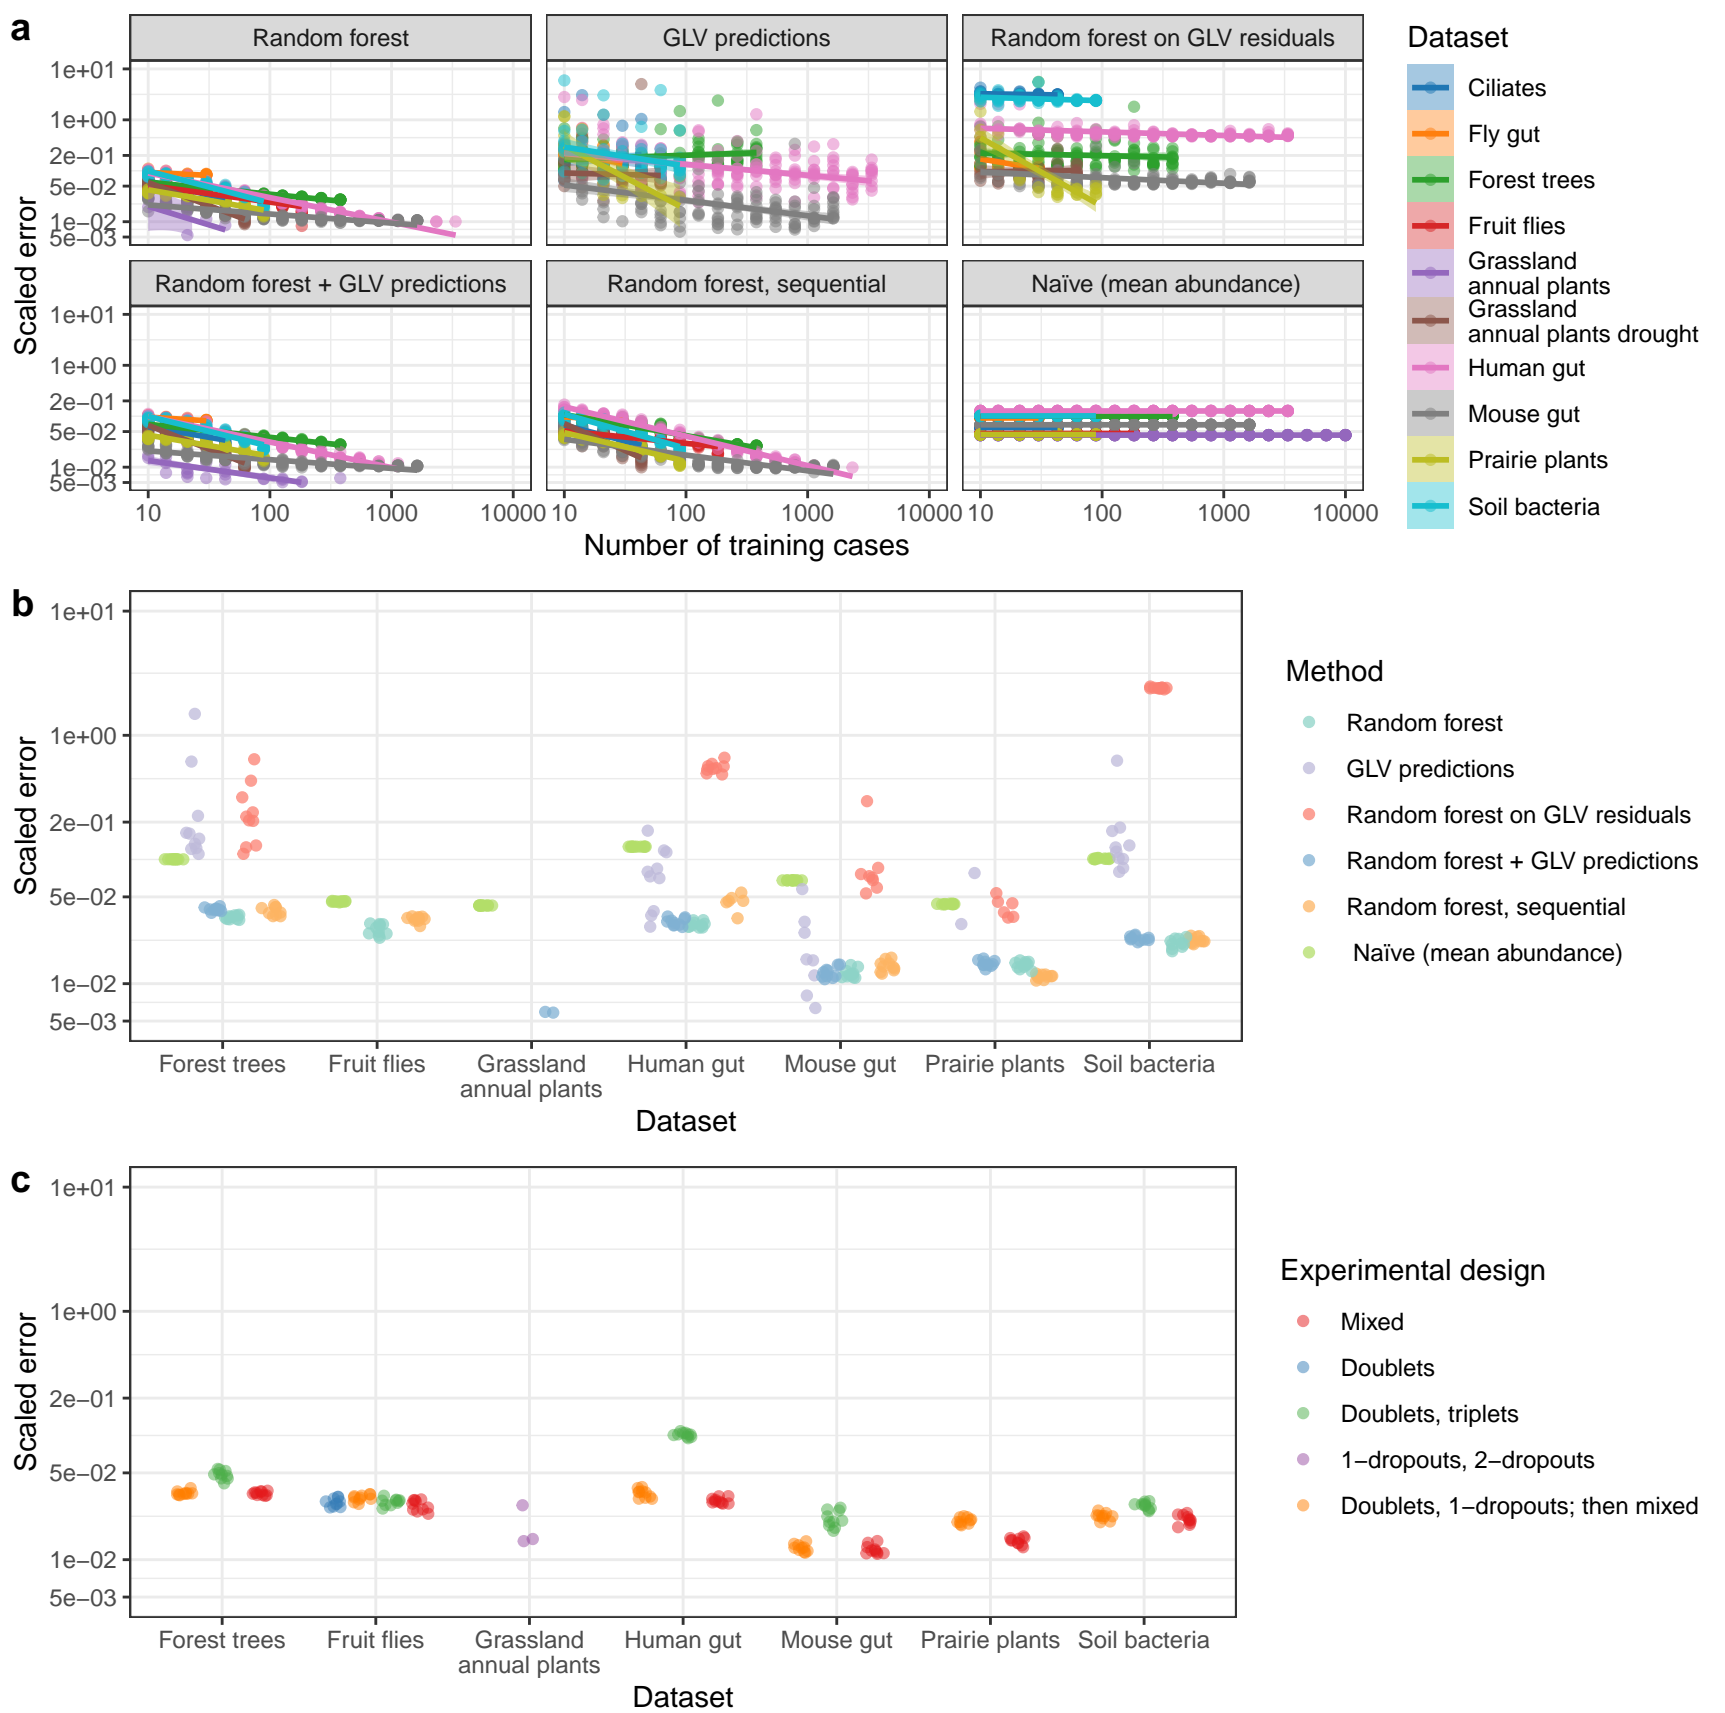 a
Random forest
GLV predictions
Random forest on GLV residuals
1e+01
1e+00
2e−01
5e−02
1e−02
5e−03
Random forest + GLV predictions
Random forest, sequential
Naïve (mean abundance)
1e+01
1e+00
2e−01
5e−02
1e−02
5e−03
Scaled error
10 100 1000 10000
10 100 1000 10000
10 100 1000 10000
Number of training cases
Dataset
Ciliates
Fly gut
Forest trees
Fruit flies
Grassland
annual plants
Grassland
annual plants drought
Human gut
Mouse gut
Prairie plants
Soil bacteria
b
1e+01
1e+00
2e−01
5e−02
1e−02
5e−03
Scaled error
Forest trees
Fruit flies
Grassland
annual plants
Human gut
Mouse gut
Prairie plants
Soil bacteria
Dataset
Method
Random forest
GLV predictions
Random forest on GLV residuals
Random forest + GLV predictions
Random forest, sequential
Naïve (mean abundance)
c
1e+01
1e+00
2e−01
5e−02
1e−02
5e−03
Scaled error
Forest trees
Fruit flies
Grassland
annual plants
Human gut
Mouse gut
Prairie plants
Soil bacteria
Dataset
Experimental design
Mixed
Doublets
Doublets, triplets
1−dropouts, 2−dropouts
Doublets, 1−dropouts; then mixed